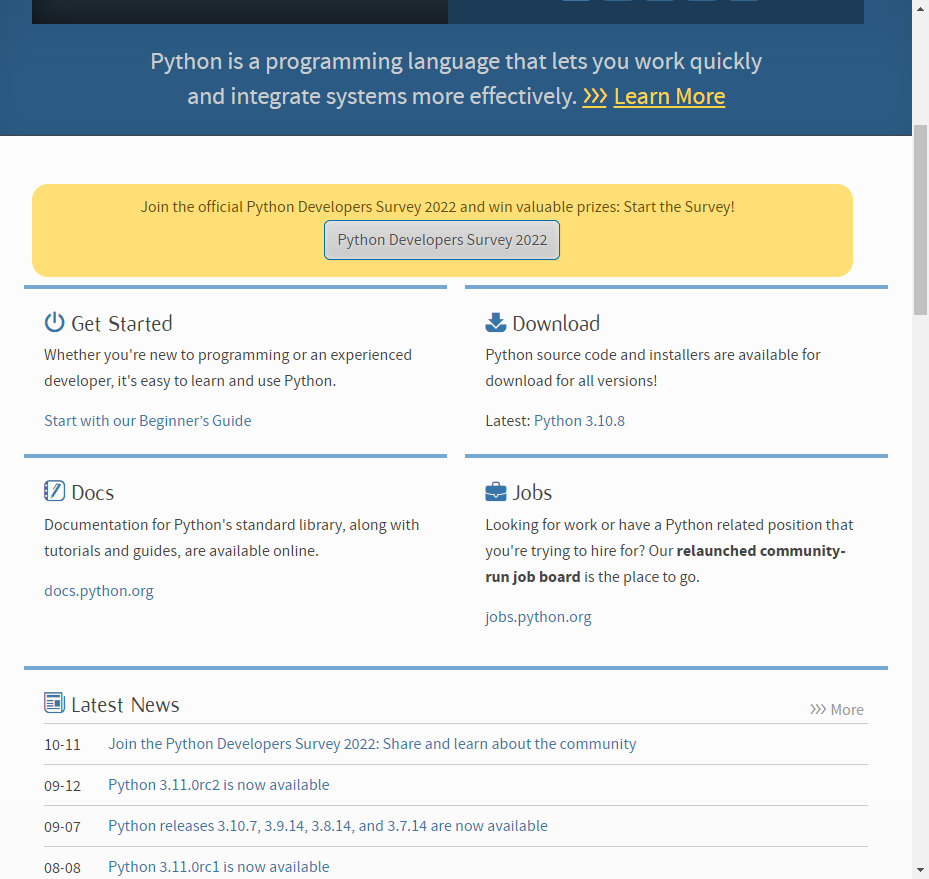 Python is a programming language that lets you work quickly
and integrate systems more effectively. >>> Learn More
Join the official Python Developers Survey 2022 and win valuable prizes: Start the Survey!
Python Developers Survey 2022
Get Started
Whether you're new to programming or an experienced
developer, it's easy to learn and use Python.
Start with our Beginner’s Guide
Download
Python source code and installers are available for
download for all versions!
Latest: Python 3.10.8
Docs
Documentation for Python's standard library, along with
tutorials and guides, are available online.
docs.python.org
Jobs
Looking for work or have a Python related position that
you're trying to hire for? Our relaunched community-
run job board is the place to go.
jobs.python.org
Latest News
>>> More
10-11 Join the Python Developers Survey 2022: Share and learn about the community
09-12 Python 3.11.0rc2 is now available
09-07 Python releases 3.10.7, 3.9.14, 3.8.14, and 3.7.14 are now available
08-08 Python 3.11.0rc1 is now available